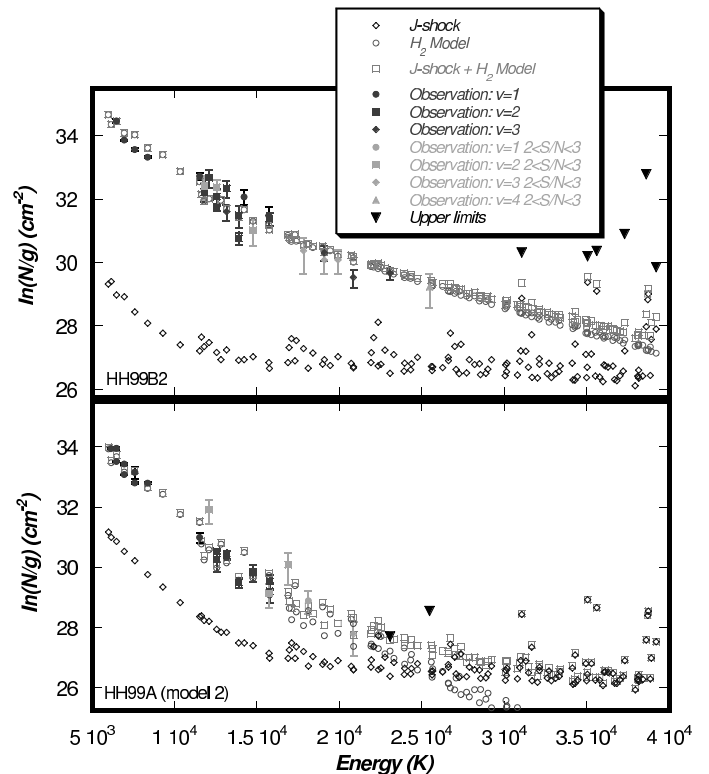 J-shock
H2 Model
J-shock + H2 Model
Observation: v=1
Observation: v=2
Observation: v=3
Observation: v=1 2<S/N<3
Observation: v=2 2<S/N<3
Observation: v=3 2<S/N<3
Observation: v=4 2<S/N<3
Upper limits
34
32
30
28
26
ln(N/g) (cm-2)
HH99B2
34
32
30
28
26
ln(N/g) (cm-2)
HH99A (model 2)
5 103 1 104 1.5 104 2 104 2.5 104 3 104 3.5 104 4 104
Energy (K)